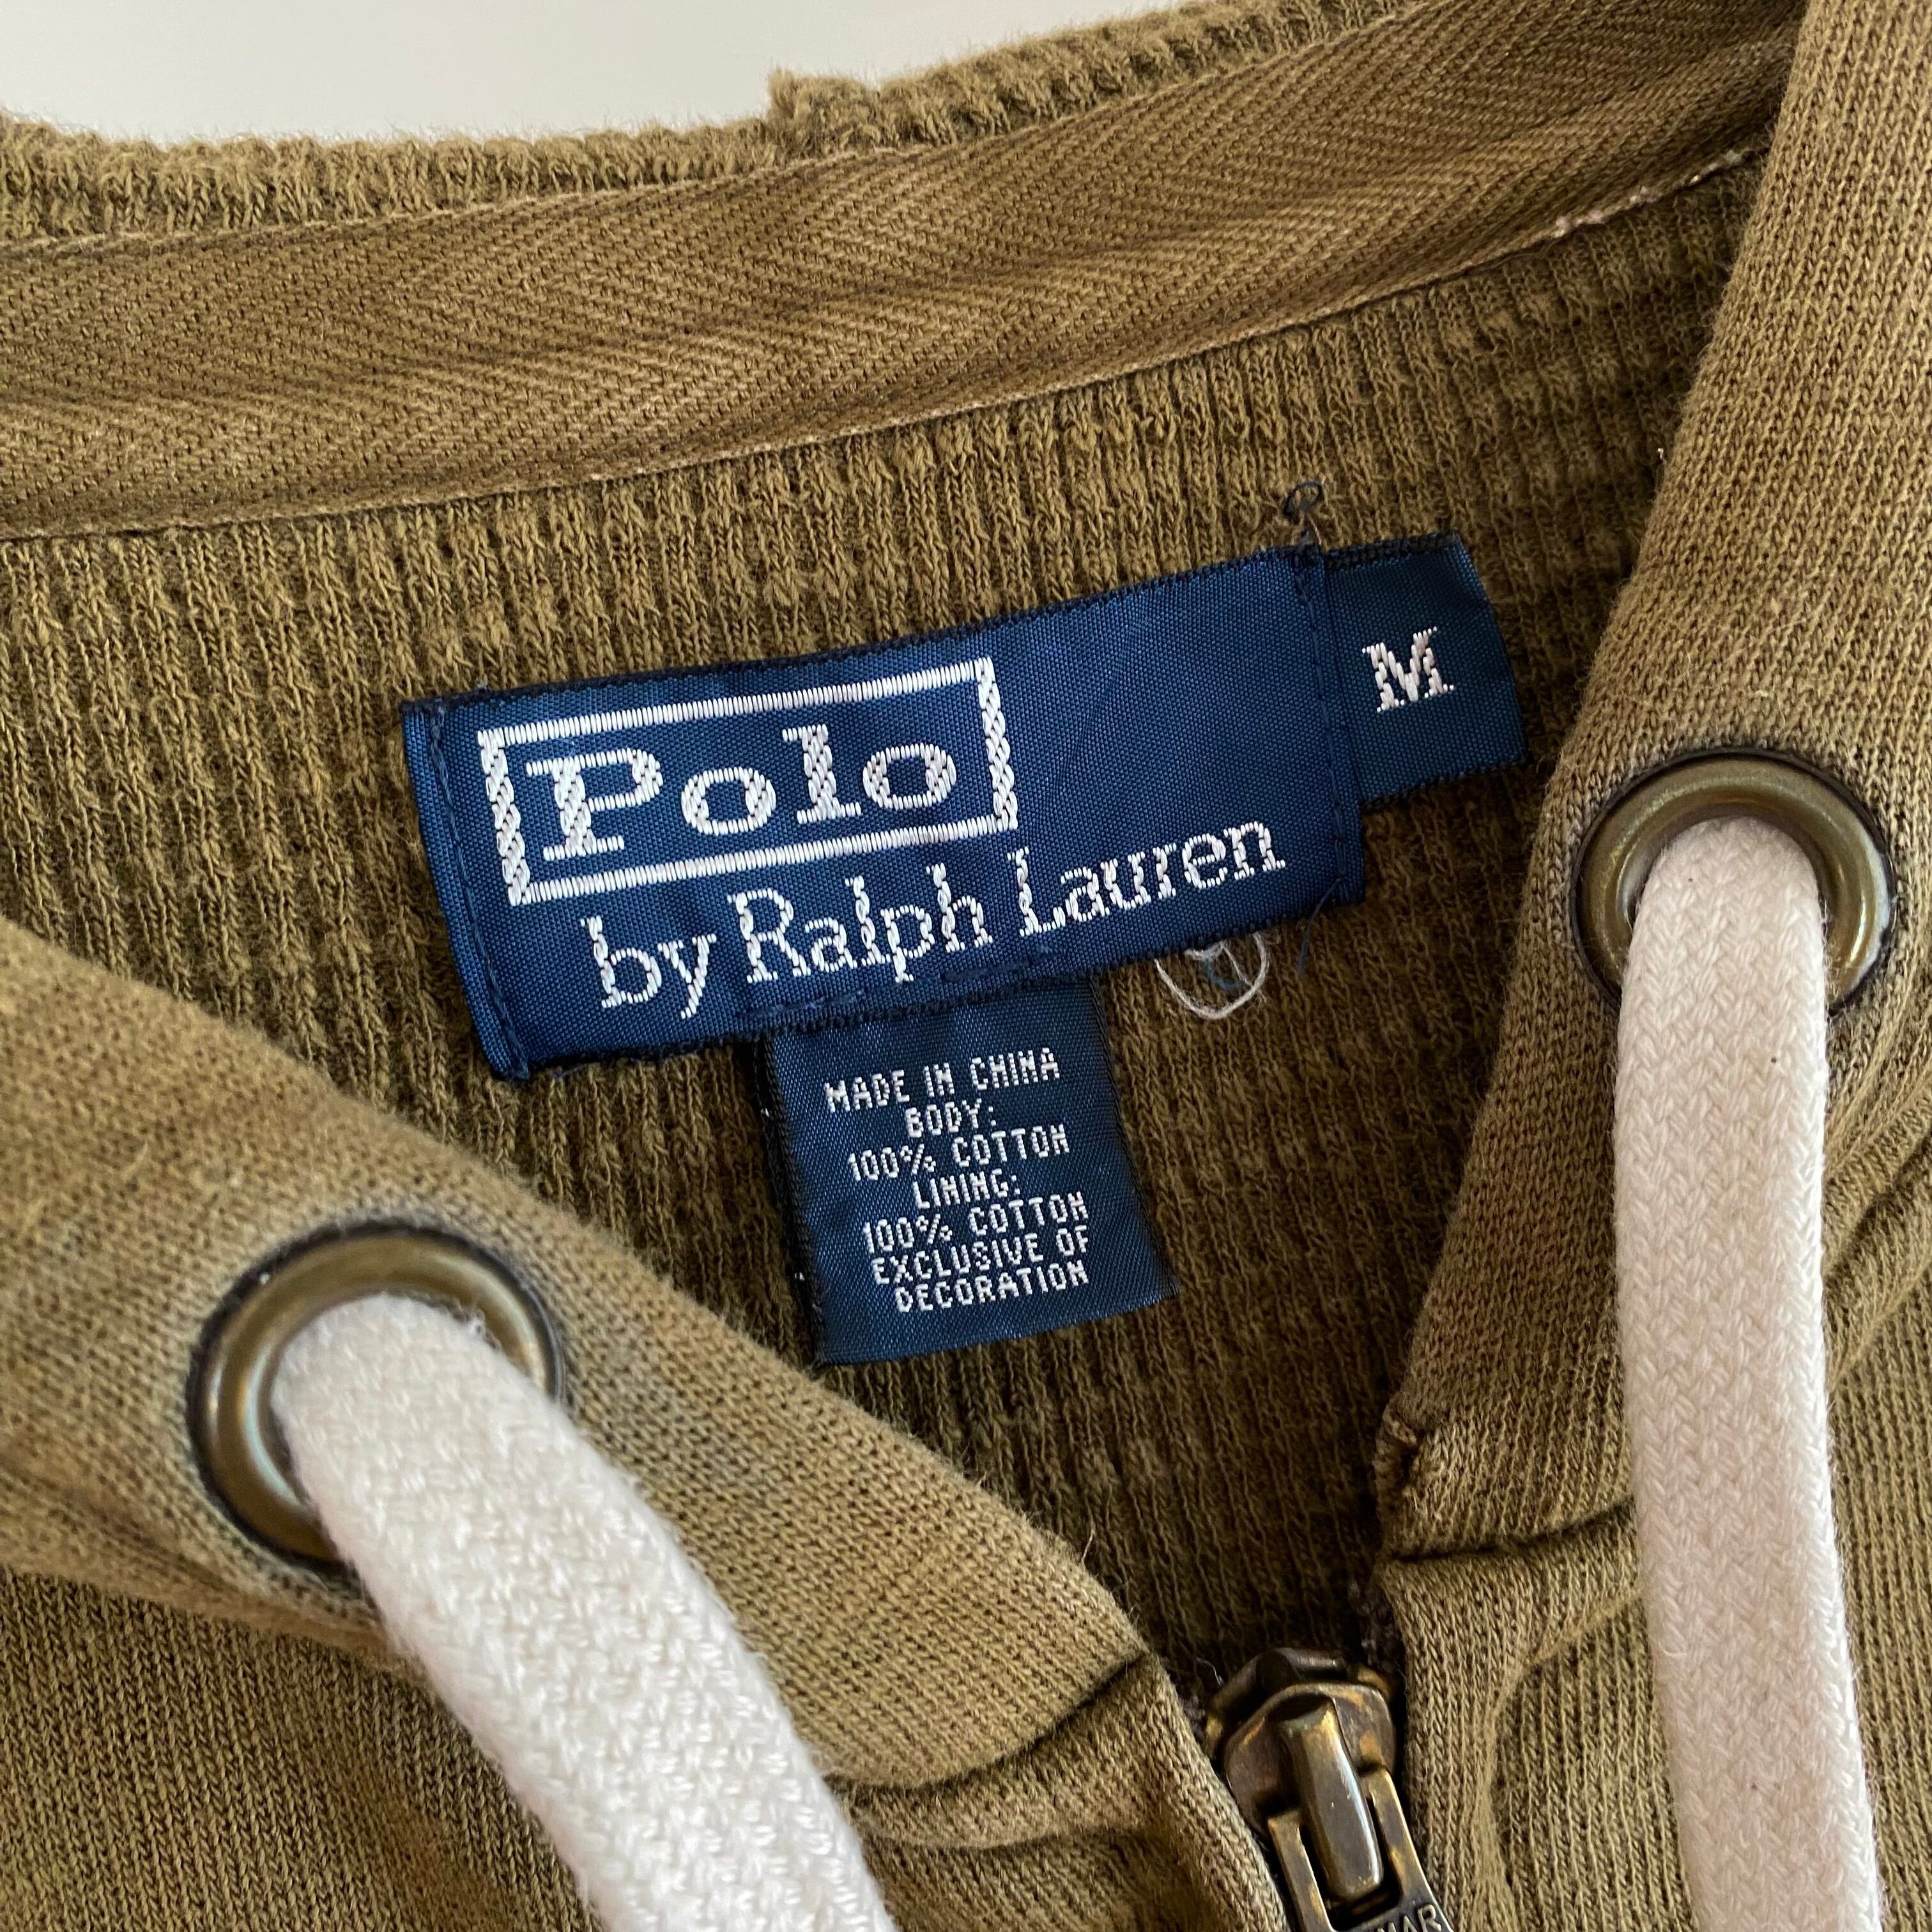 Polo
by Ralph Lauren
M
MADE IN CHINA
BODY:
100% COTTON
LINING:
100% COTTON
EXCLUSIVE OF
DECORATION